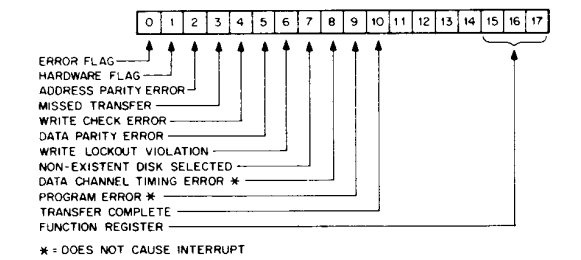 0 1 2 3 4 5 6 7 8 9 10 11 12 13 14 15 16 17
ERROR FLAG
HARDWARE FLAG
ADDRESS PARITY ERROR
MISSED TRANSFER
WRITE CHECK ERROR
DATA PARITY ERROR
WRITE LOCKOUT VIOLATION
NON-EXISTENT DISK SELECTED
DATA CHANNEL TIMING ERROR *
PROGRAM ERROR *
TRANSFER COMPLETE
FUNCTION REGISTER
* = DOES NOT CAUSE INTERRUPT